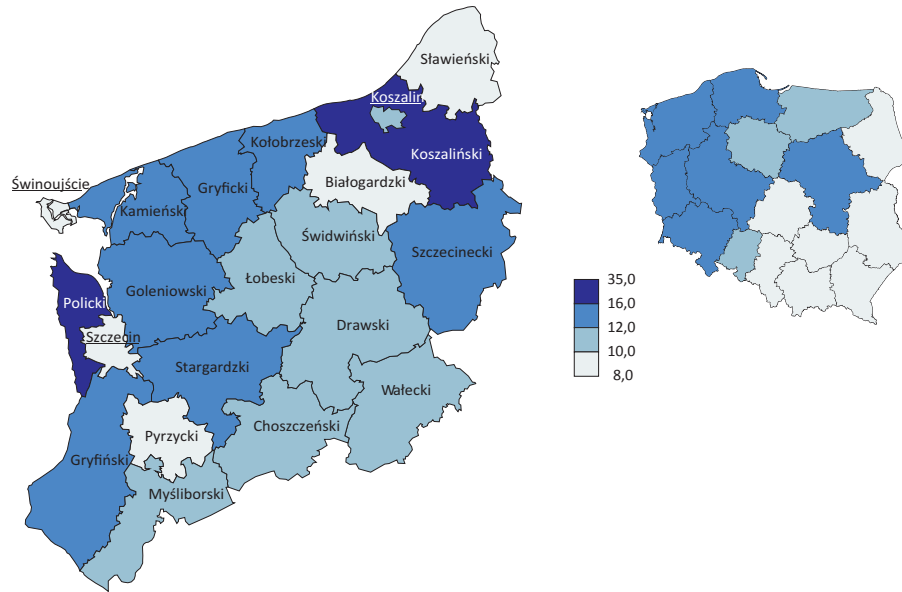 Sławieński
Koszalin
Kołobrzeski
Koszaliński
Białogardzki
Świnoujście
Gryficki
Kamieński
Świdwiński
Szczecinecki
Łobeski
Goleniowski
Policki
Drawski
Szczecin
Stargardzki
Wałecki
Choszczeński
Pyrzycki
Gryfiński
Myśliborski
35,0
16,0
12,0
10,0
8,0